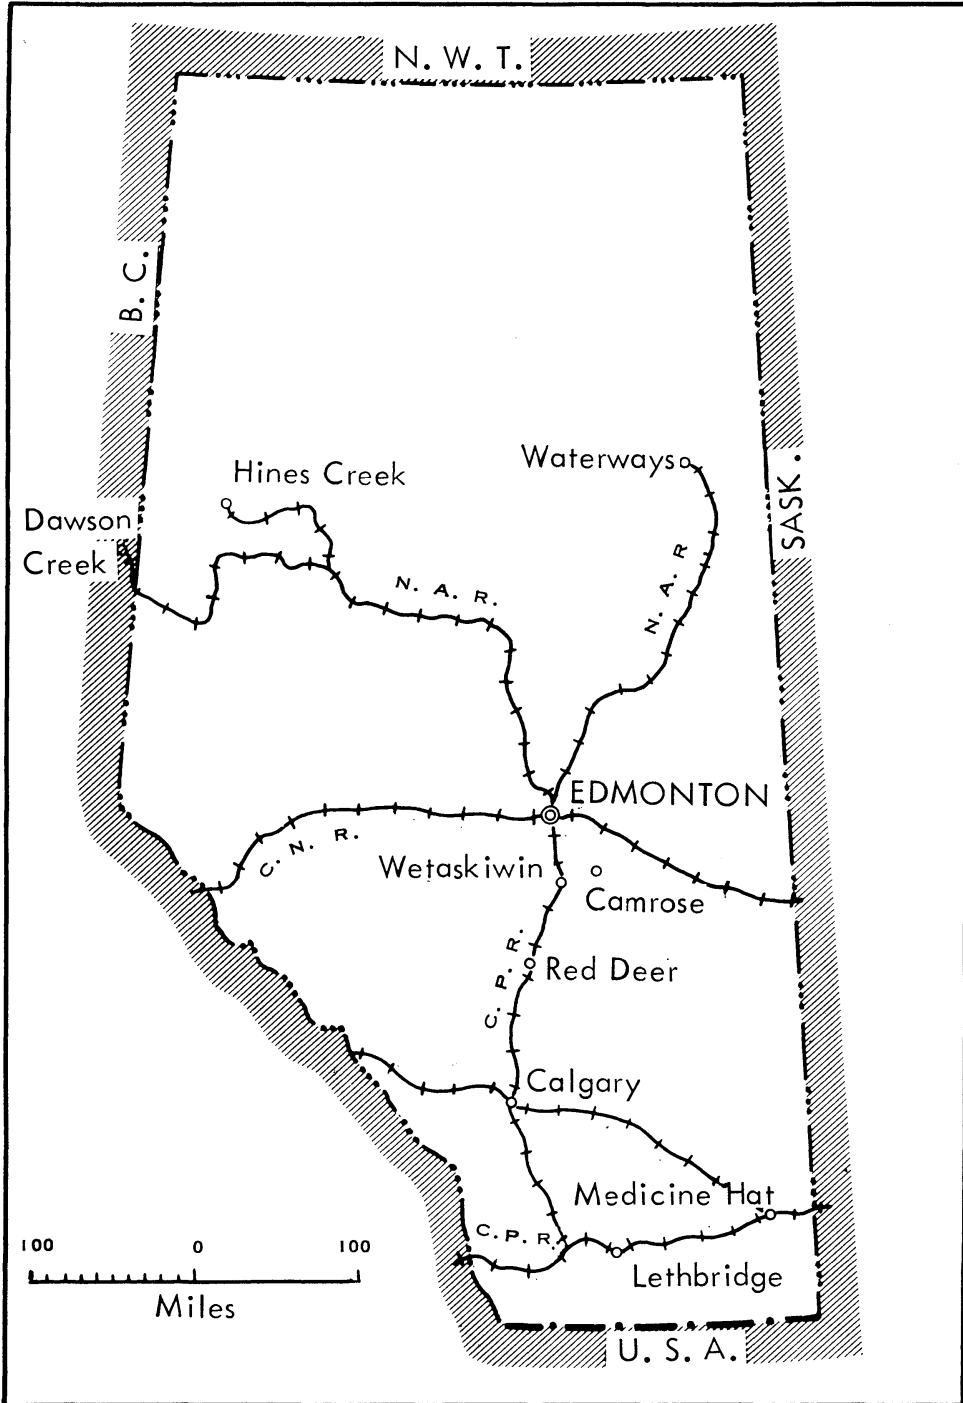 N. W. T.
B. C.
Hines Creek
Waterways
SASK.
Dawson
Creek
N. A. R.
N. A. R
EDMONTON
C. N. R.
Wetaskiwin
Camrose
C. P. R.
Red Deer
Calgary
Medicine Hat
C. P. R.
100 0 100
Lethbridge
Miles
U. S. A.